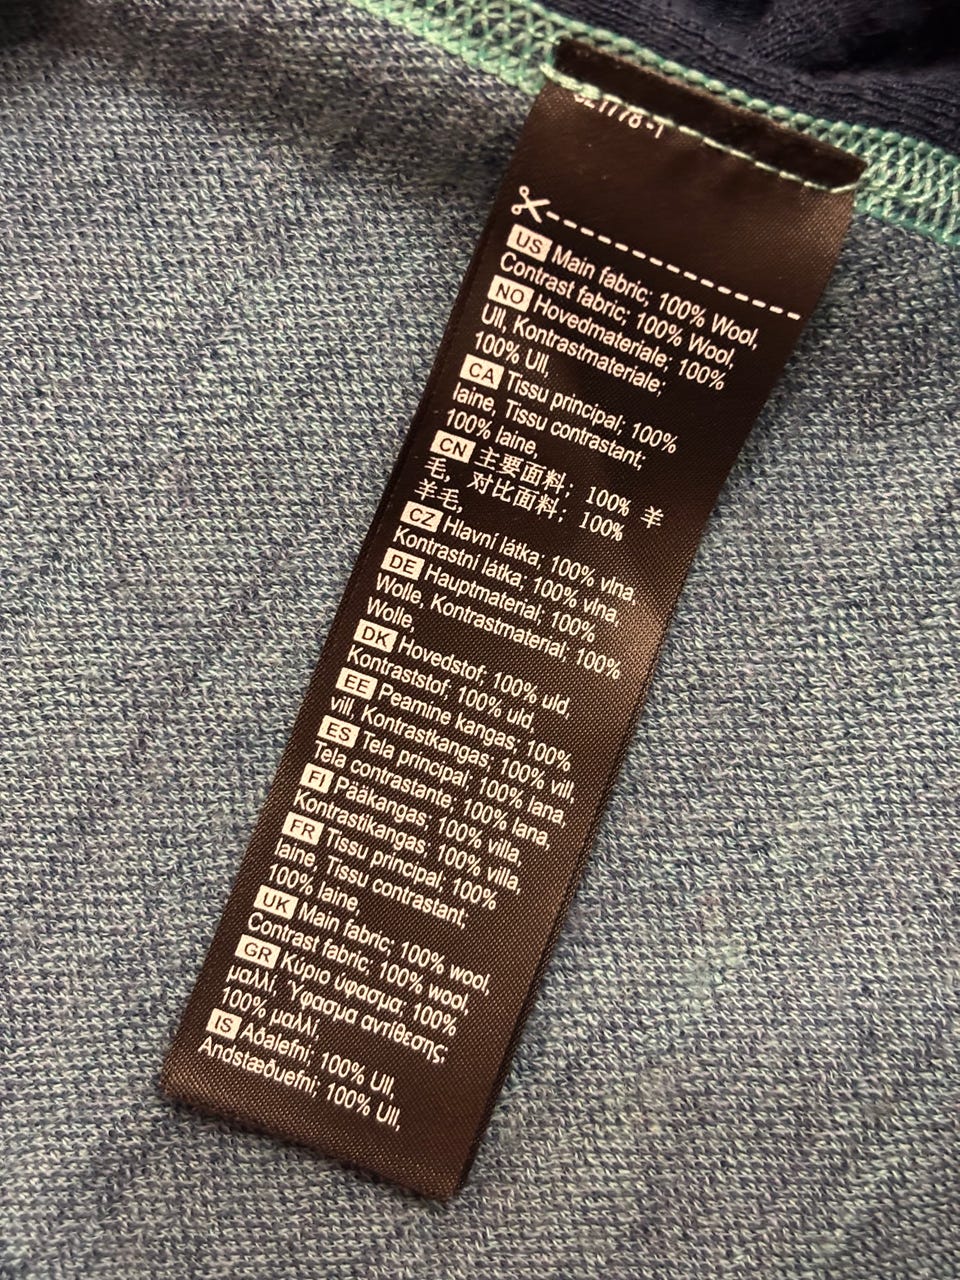 US Main fabric; 100% Wool,
Contrast fabric; 100% Wool,
NO Hovedmateriale; 100%
Ull, Kontrastmateriale;
100% Ull,
CA Tissu principal; 100%
laine, Tissu contrastant;
100% laine,
CN 主要面料; 100% 羊
毛, 对比面料; 100%
羊毛,
CZ Hlavní látka; 100% vlna,
Kontrastní látka; 100% vlna,
DE Hauptmaterial; 100%
Wolle, Kontrastmaterial; 100%
Wolle,
DK Hovedstof; 100% uld,
Kontraststof; 100% uld,
EE Peamine kangas; 100%
vill, Kontrastkangas; 100% vill,
ES Tela principal; 100% lana,
Tela contrastante, 100% lana,
FI Pääkangas; 100% villa,
Kontrastikangas, 100% villa,
FR Tissu principal; 100%
laine, Tissu contrastant;
100% laine,
UK Main fabric; 100% wool,
Contrast fabric; 100% wool,
GR Κύριο ύφασμα; 100%
μαλλί, Ύφασμα αντίθεσης;
100% μαλλί,
IS Aðalefni; 100% Ull,
Andstæðuefni; 100% Ull,